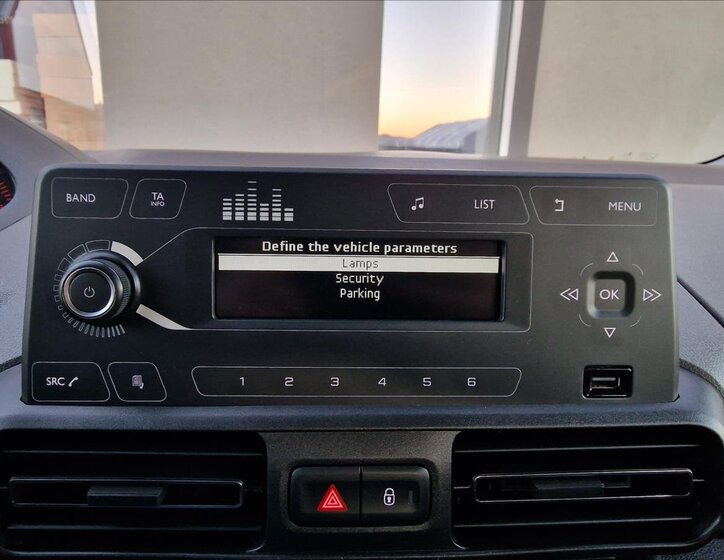 BAND
TA
INFO
LIST
MENU
Define the vehicle parameters
Lamps
Security
Parking
OK
SRC
1 2 3 4 5 6